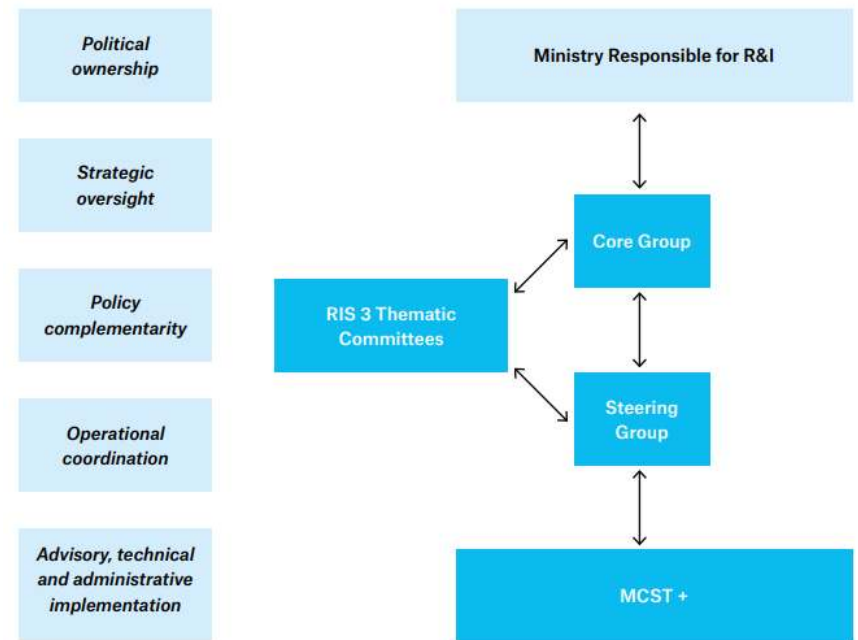 Political
ownership
Ministry Responsible for R&I
Strategic
oversight
Core Group
Policy
complementarity
RIS 3 Thematic
Committees
Operational
coordination
Steering
Group
Advisory, technical
and administrative
implementation
MCST +